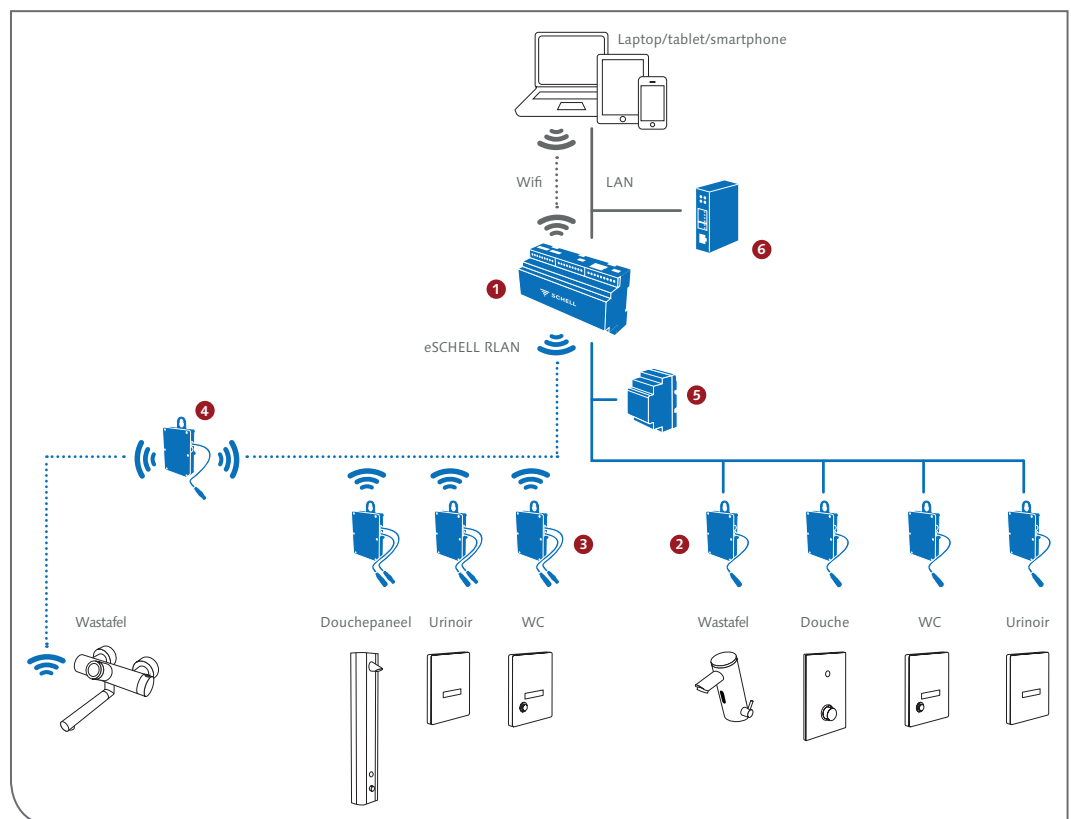 Laptop/tablet/smartphone
Wifi
LAN
6
1
SCHELL
eSCHELL RLAN
5
4
3
2
Wastafel
Douchepaneel
Urinoir
WC
Wastafel
Douche
WC
Urinoir